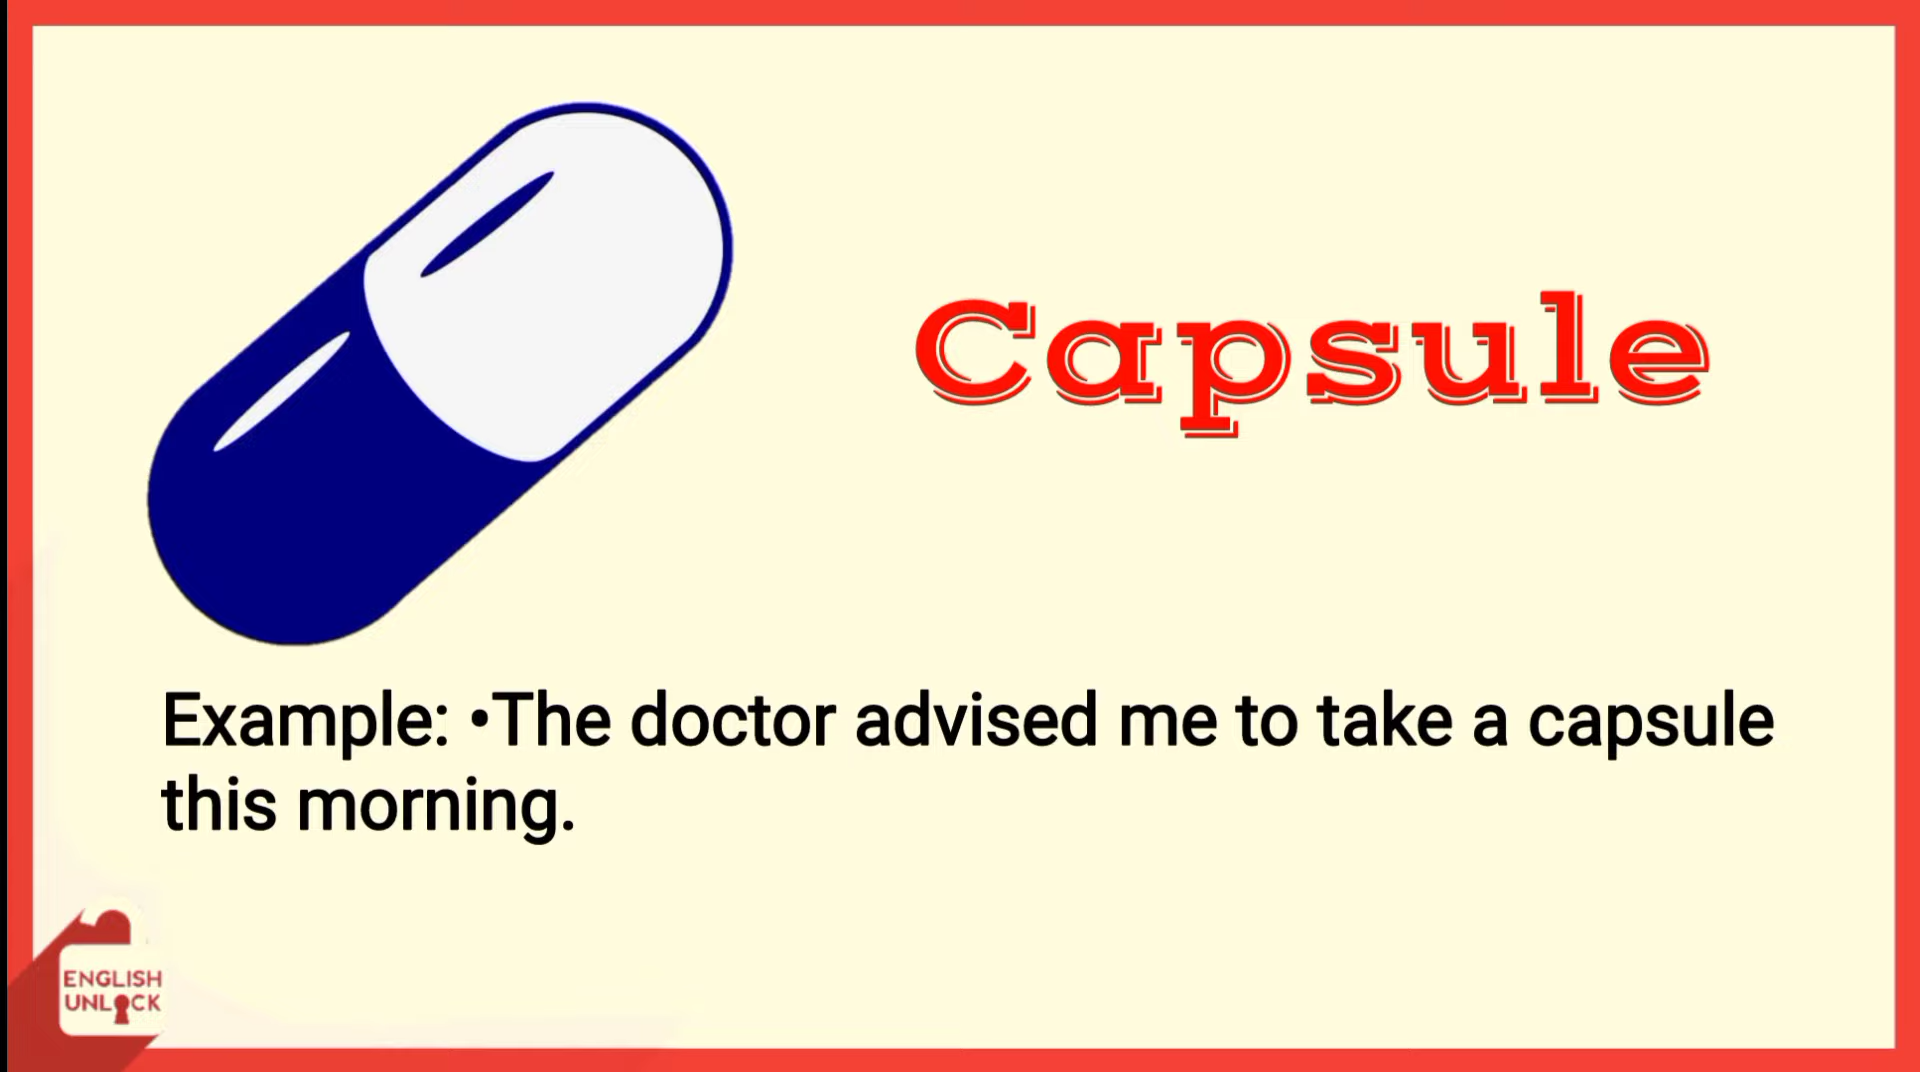 Capsule
Example: •The doctor advised me to take a capsule
this morning.
ENGLISH
UNLOCK